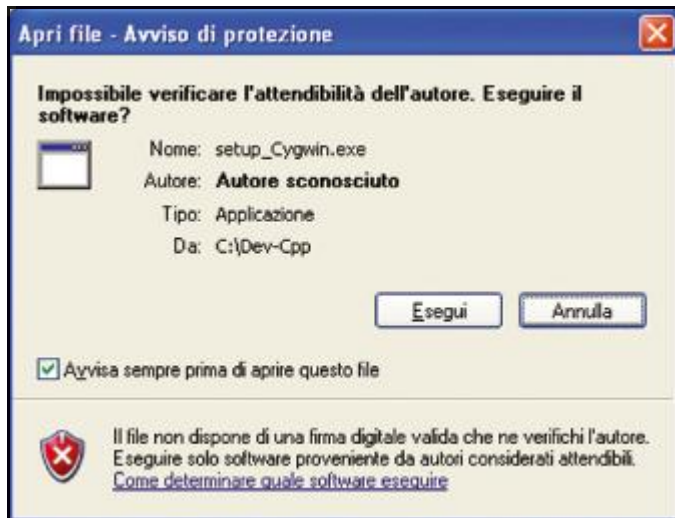 Apri file - Avviso di protezione
Impossibile verificare l'attendibilità dell'autore. Eseguire il
software?
Nome: setup_Cygwin.exe
Autore: Autore sconosciuto
Tipo: Applicazione
Da: C:\Dev-Cpp
Esegui Annulla
Avvisa sempre prima di aprire questo file
Il file non dispone di una firma digitale valida che ne verifichi l'autore.
Eseguire solo software proveniente da autori considerati attendibili.
Come determinare quale software eseguire